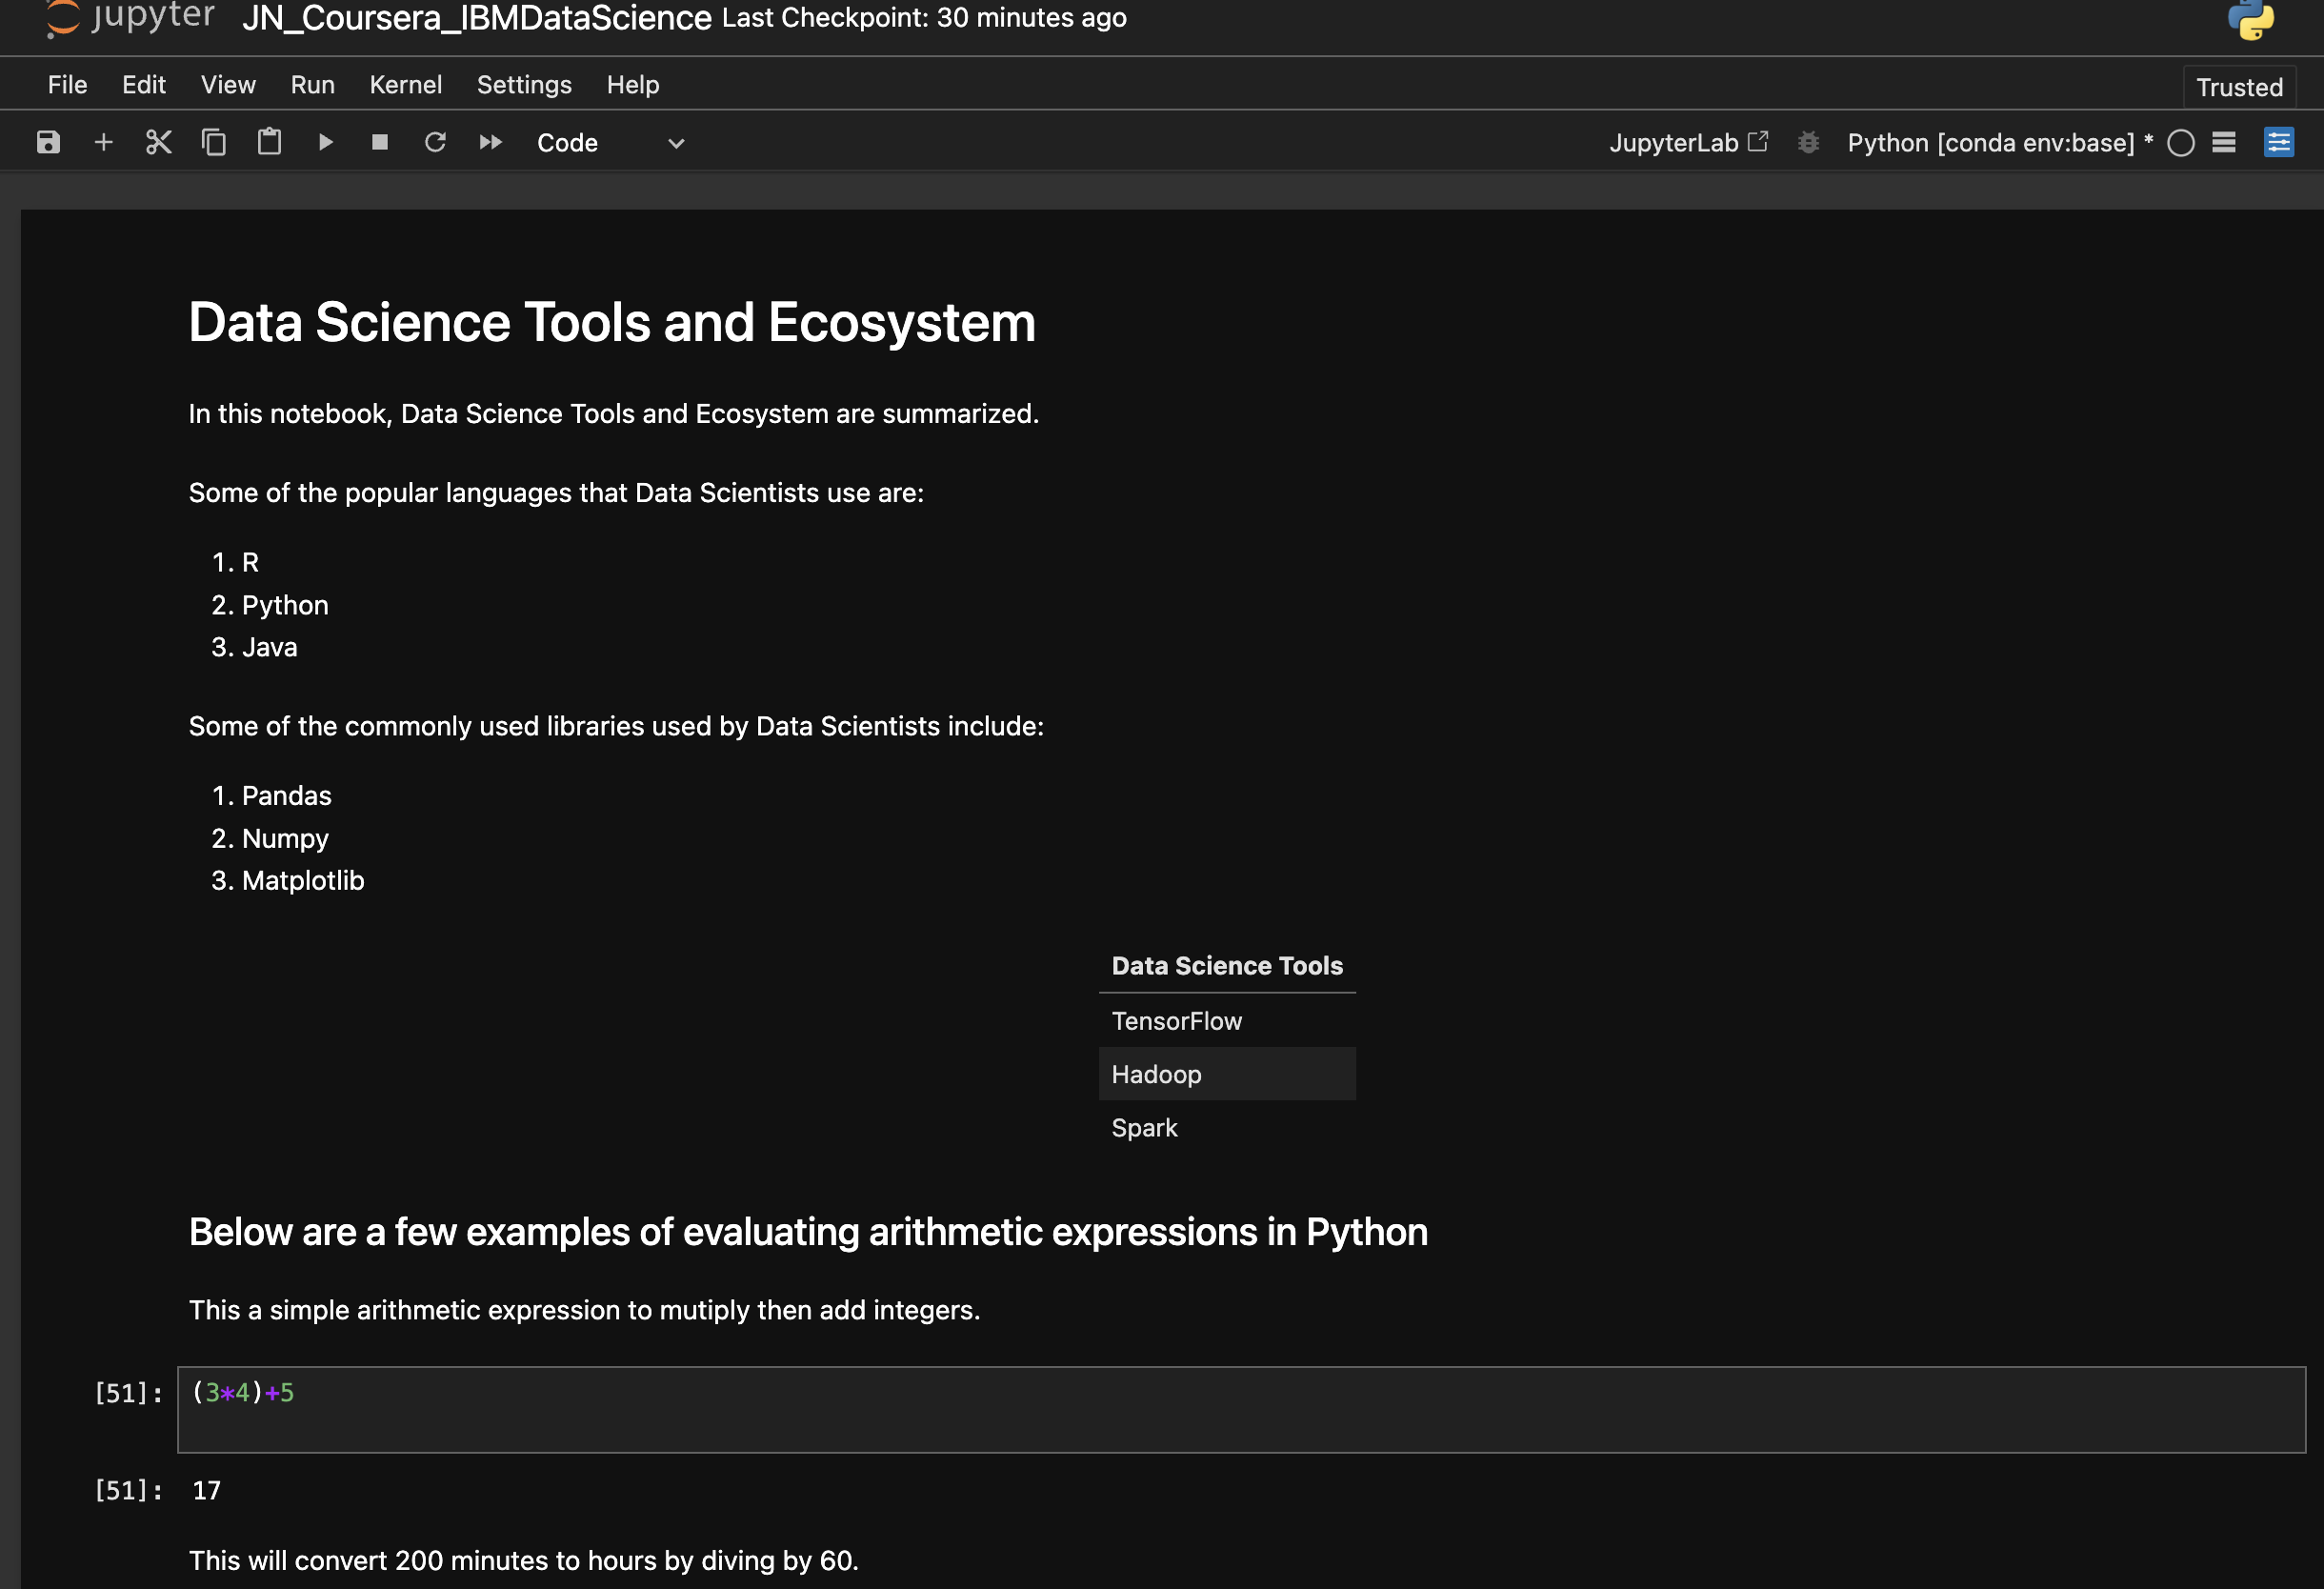 jupyter JN_Coursera_IBMDataScience Last Checkpoint: 30 minutes ago
File Edit View Run Kernel Settings Help Trusted
Code JupyterLab Python [conda env:base] *
Data Science Tools and Ecosystem
In this notebook, Data Science Tools and Ecosystem are summarized.
Some of the popular languages that Data Scientists use are:
1. R
2. Python
3. Java
Some of the commonly used libraries used by Data Scientists include:
1. Pandas
2. Numpy
3. Matplotlib
Data Science Tools
TensorFlow
Hadoop
Spark
Below are a few examples of evaluating arithmetic expressions in Python
This a simple arithmetic expression to mutiply then add integers.
[51]: (3*4)+5
[51]: 17
This will convert 200 minutes to hours by diving by 60.